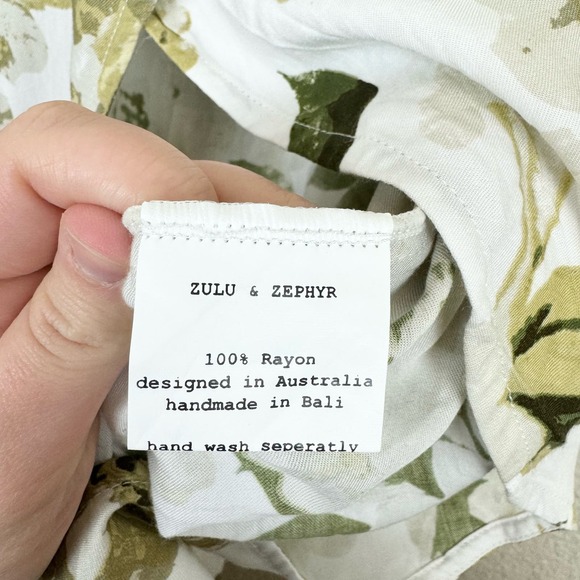 ZULU & ZEPHYR
100% Rayon
designed in Australia
handmade in Bali
hand wash seperatly